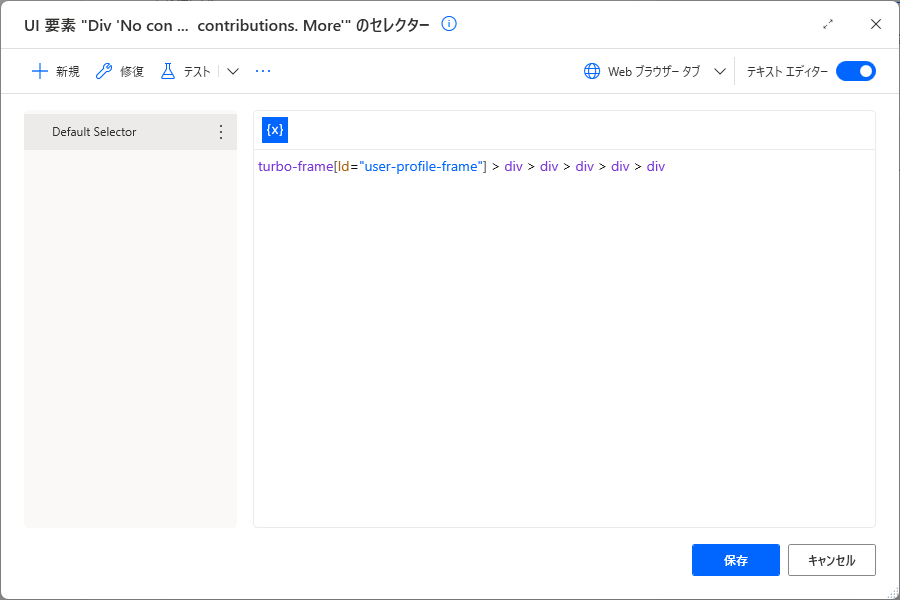 UI 要素 "Div 'No con ...  contributions. More'" のセレクター
新規 修復 テスト ... Web ブラウザー タブ テキスト エディター
Default Selector
{x}
turbo-frame[Id="user-profile-frame"] > div > div > div > div > div
保存 キャンセル